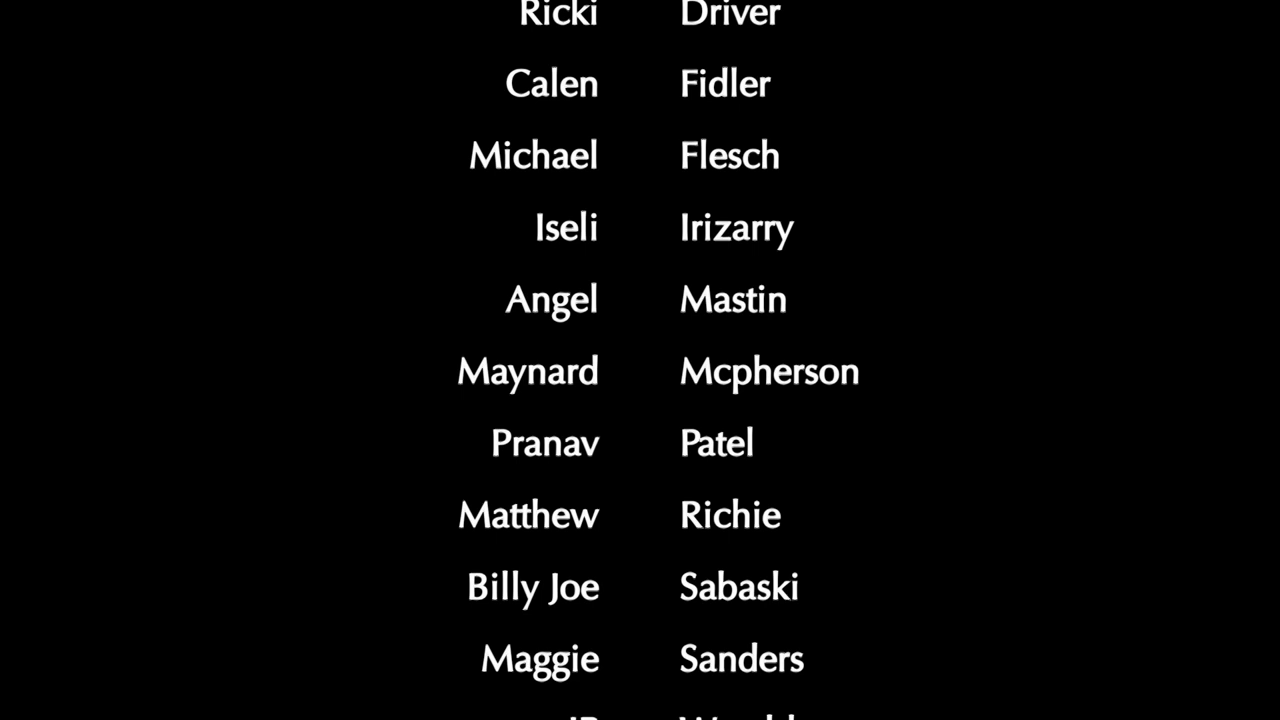 Ricki Driver
Calen Fidler
Michael Flesch
Iseli Irizarry
Angel Mastin
Maynard Mcpherson
Pranav Patel
Matthew Richie
Billy Joe Sabaski
Maggie Sanders